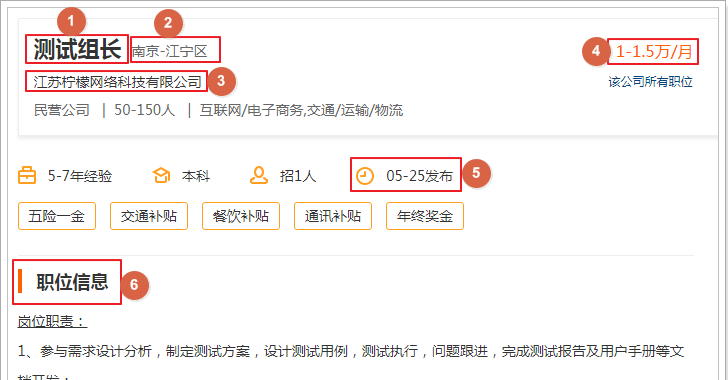 1
2
测试组长 南京-江宁区
4
1-1.5万/月
江苏柠檬网络科技有限公司 3
该公司所有职位
民营公司 | 50-150人 | 互联网/电子商务,交通/运输/物流
5-7年经验 本科 招1人 05-25发布 5
五险一金 交通补贴 餐饮补贴 通讯补贴 年终奖金
职位信息 6
岗位职责：
1、参与需求设计分析，制定测试方案，设计测试用例，测试执行，问题跟进，完成测试报告及用户手册等文